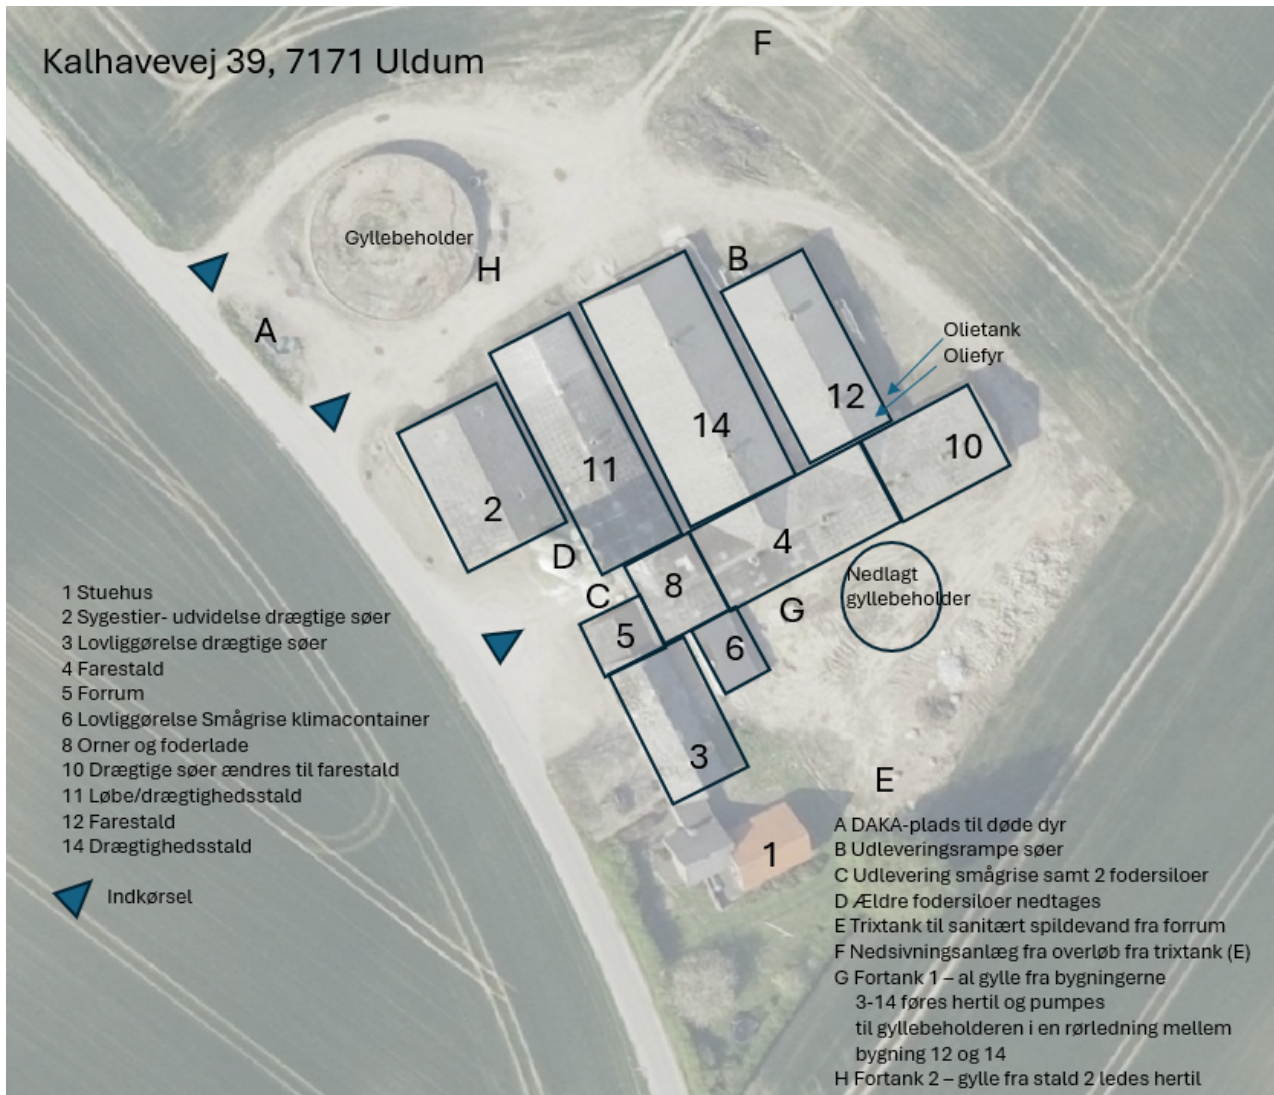 Kalhavevej 39, 7171 Uldum
F
Gyllebeholder
H
A
B
Olietank
Oliefyr
12
14
10
11
2
4
D
C
8
Nedlagt
gyllebeholder
G
5
6
3
E
1
1 Stuehus
2 Sygestier- udvidelse drægtige søer
3 Lovliggørelse drægtige søer
4 Farestald
5 Forrum
6 Lovliggørelse Smågrise klimacontainer
8 Orner og foderlade
10 Drægtige søer ændres til farestald
11 Løbe/drægtighedsstald
12 Farestald
14 Drægtighedsstald
Indkørsel
A DAKA-plads til døde dyr
B Udleveringsrampe søer
C Udlevering smågrise samt 2 fodersiloer
D Ældre fodersiloer nedtages
E Trixtank til sanitært spildevand fra forrum
F Nedsivningsanlæg fra overløb fra trixtank (E)
G Fortank 1 – al gylle fra bygningerne
3-14 føres hertil og pumpes
til gyllebeholderen i en rørledning mellem
bygning 12 og 14
H Fortank 2 – gylle fra stald 2 ledes hertil